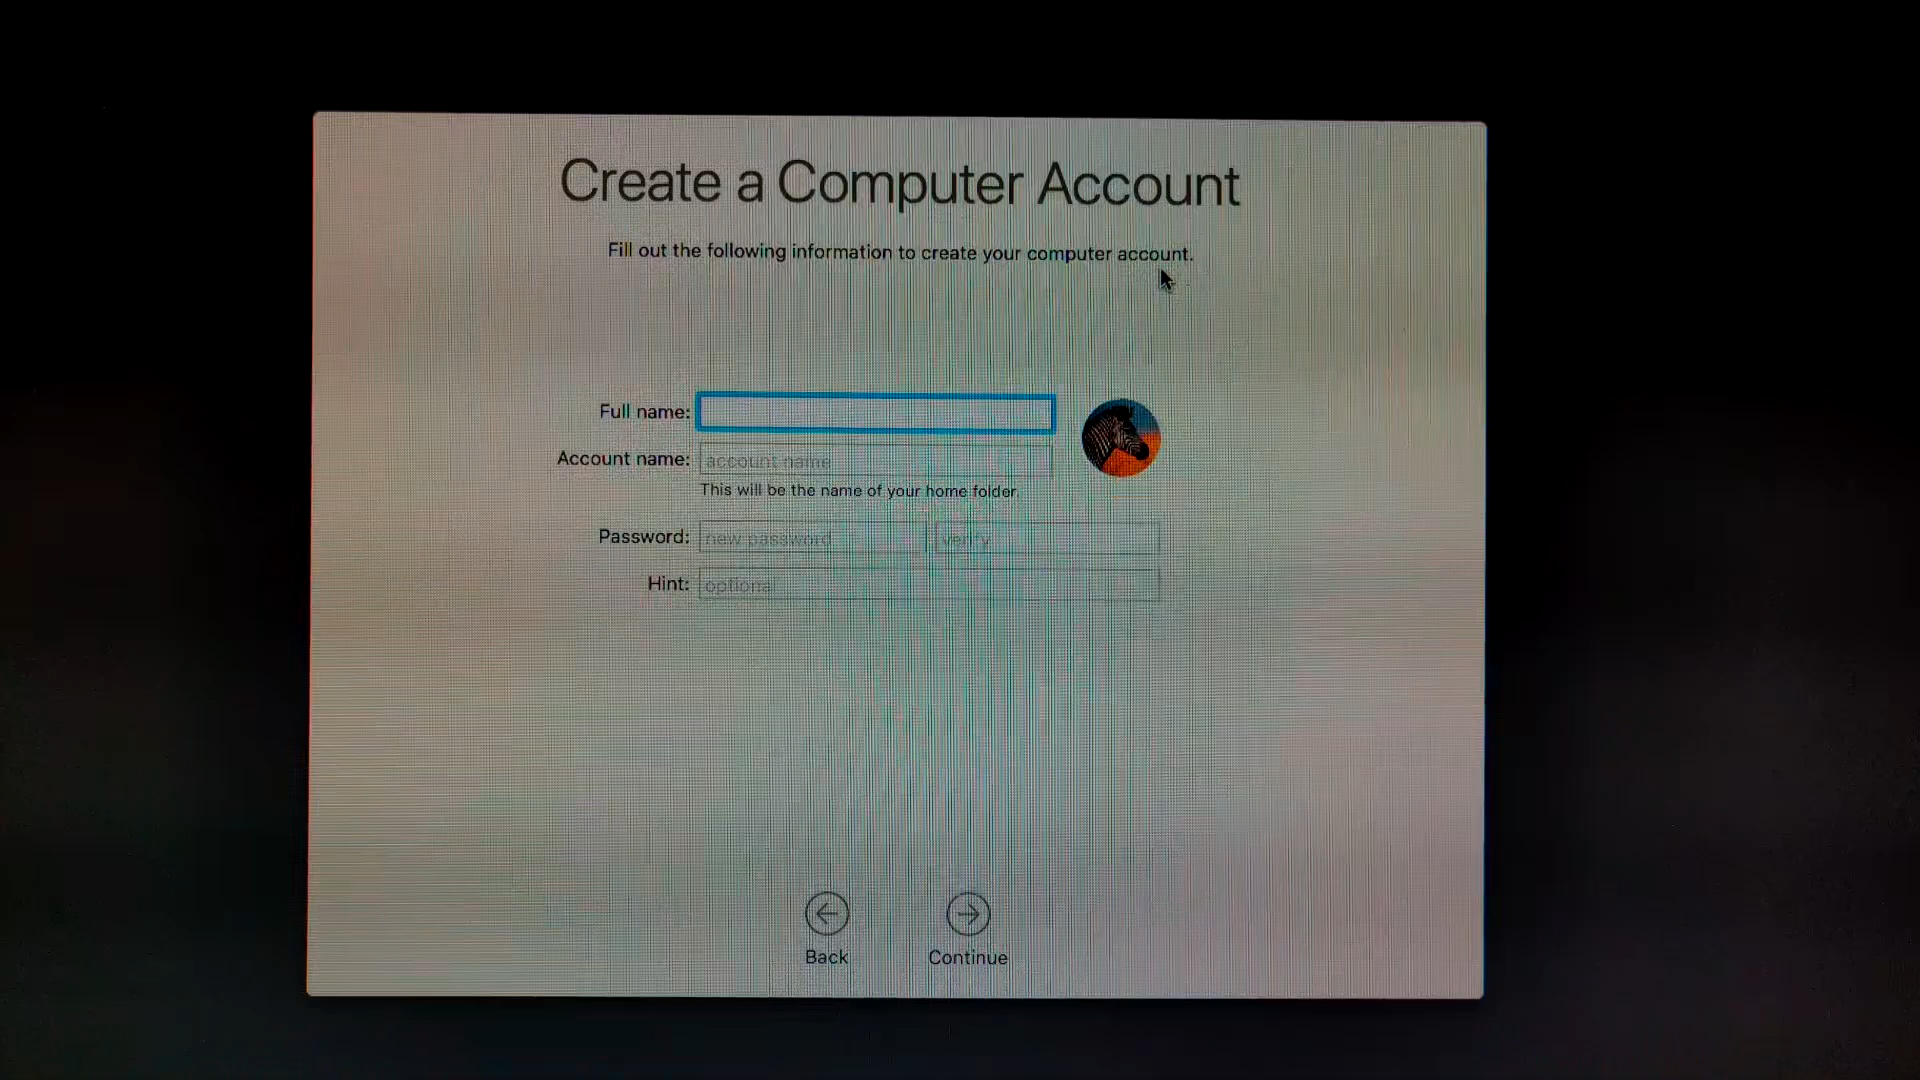 Create a Computer Account
Fill out the following information to create your computer account.
Full name:
Account name: account name
This will be the name of your home folder.
Password: new password verify
Hint: optional
Back Continue